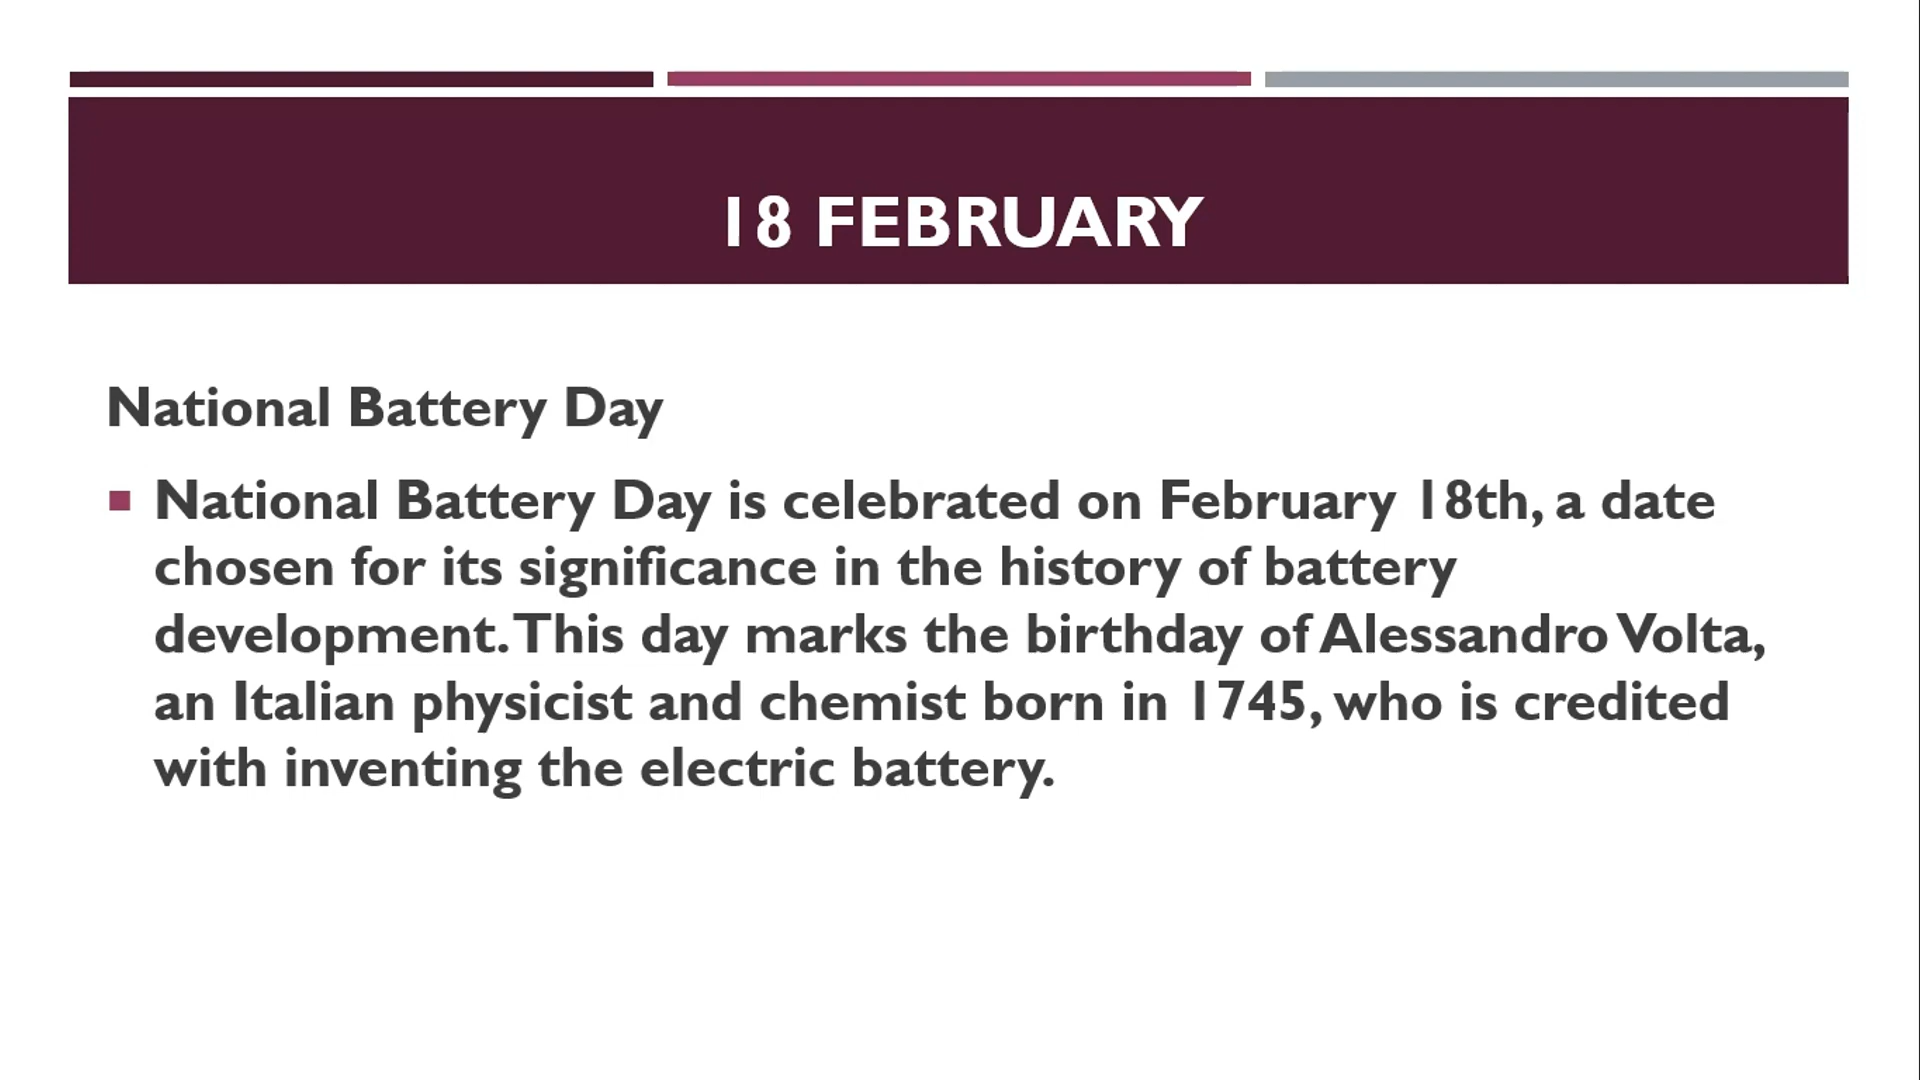 18 FEBRUARY
National Battery Day
National Battery Day is celebrated on February 18th, a date
chosen for its significance in the history of battery
development. This day marks the birthday of Alessandro Volta,
an Italian physicist and chemist born in 1745, who is credited
with inventing the electric battery.